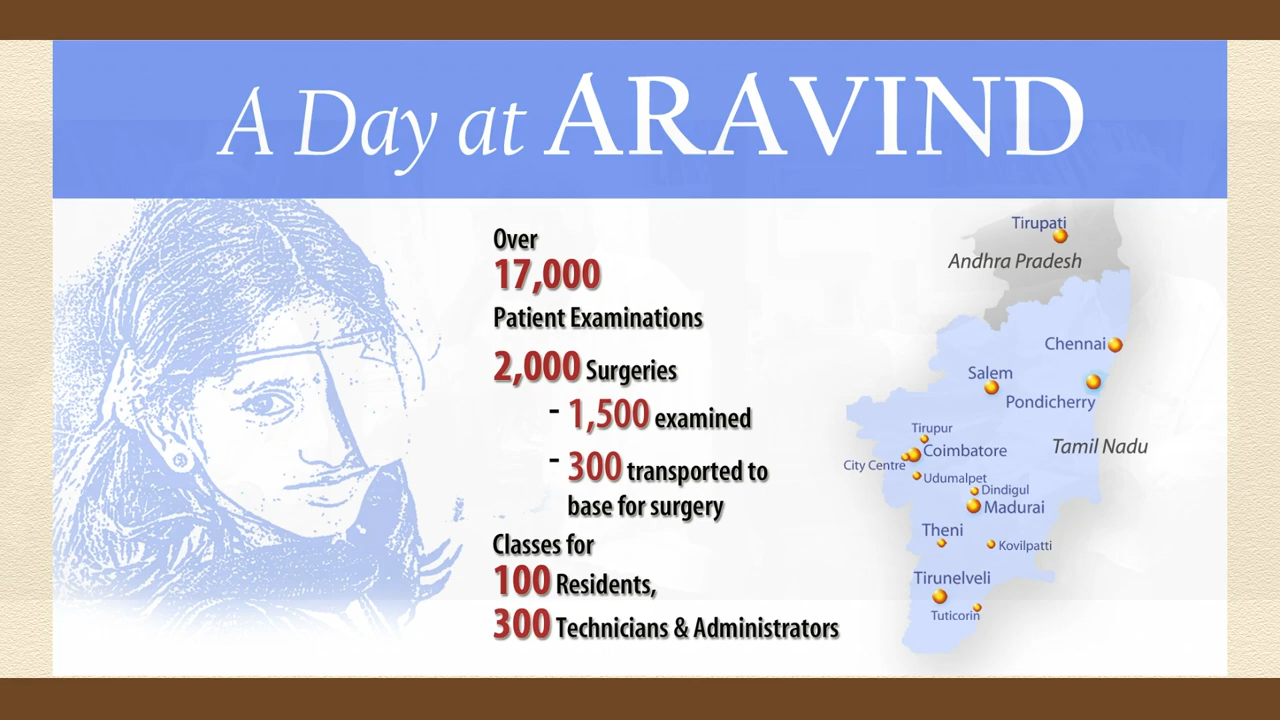 A Day at ARAVIND
Over
17,000
Patient Examinations
2,000 Surgeries
- 1,500 examined
- 300 transported to
base for surgery
Classes for
100 Residents,
300 Technicians & Administrators
Tirupati
Andhra Pradesh
Chennai
Salem
Pondicherry
Tirupur
Tamil Nadu
Coimbatore
City Centre
Udumalpet
Dindigul
Madurai
Theni
Kovilpatti
Tirunelveli
Tuticorin